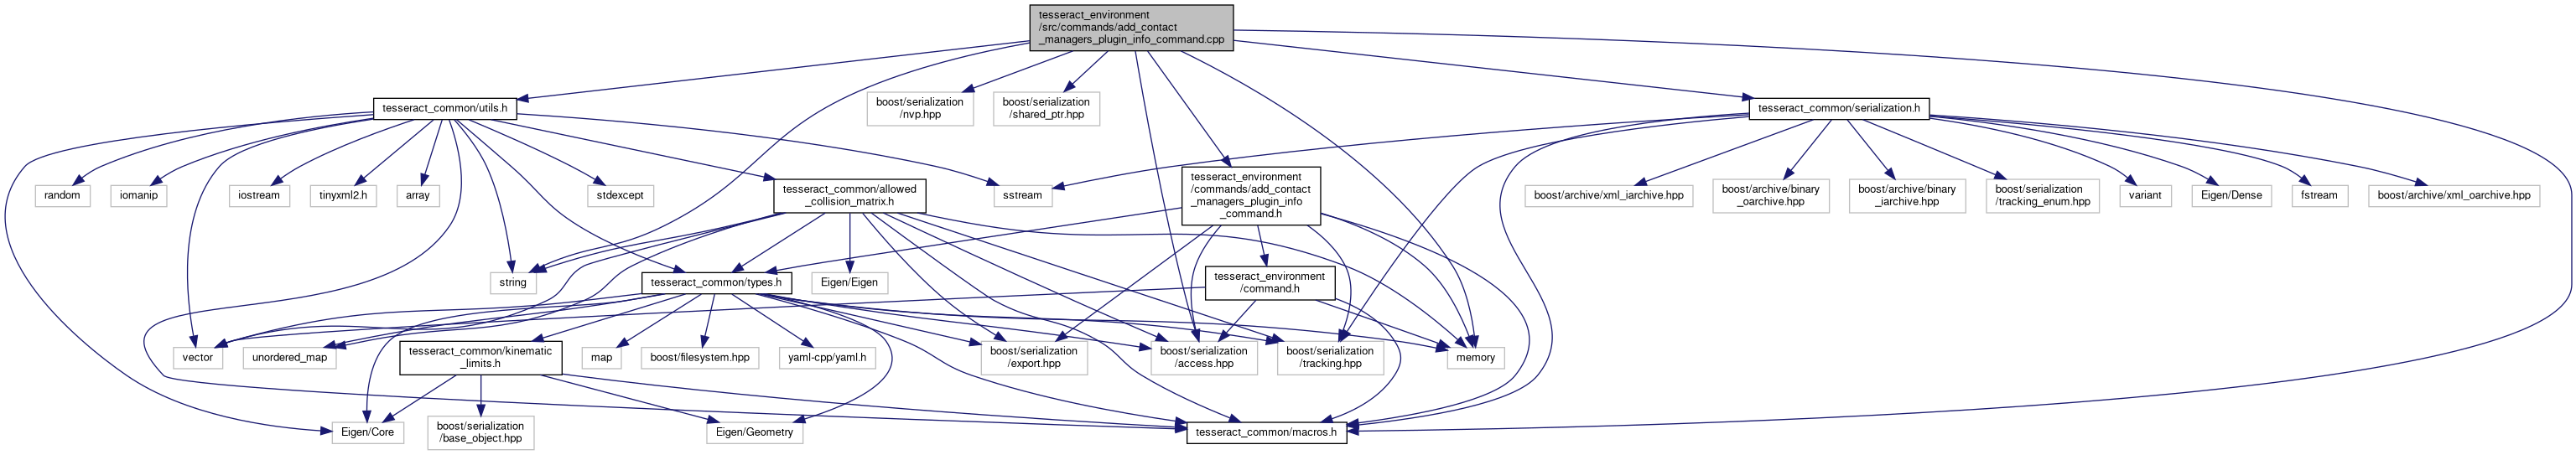 tesseract_environment
/src/commands/add_contact
_managers_plugin_info_command.cpp
tesseract_common/utils.h
boost/serialization
/nvp.hpp
boost/serialization
/shared_ptr.hpp
tesseract_common/serialization.h
random
iomanip
iostream
tinyxml2.h
array
tesseract_common/allowed
_collision_matrix.h
stdexcept
sstream
tesseract_environment
/commands/add_contact
_managers_plugin_info
_command.h
boost/archive/xml_iarchive.hpp
boost/archive/binary
_oarchive.hpp
boost/archive/binary
_iarchive.hpp
boost/serialization
/tracking_enum.hpp
variant
Eigen/Dense
fstream
boost/archive/xml_oarchive.hpp
string
tesseract_common/types.h
Eigen/Eigen
tesseract_environment
/command.h
vector
unordered_map
tesseract_common/kinematic
_limits.h
map
boost/filesystem.hpp
yaml-cpp/yaml.h
boost/serialization
/export.hpp
boost/serialization
/access.hpp
boost/serialization
/tracking.hpp
memory
Eigen/Core
boost/serialization
/base_object.hpp
Eigen/Geometry
tesseract_common/macros.h